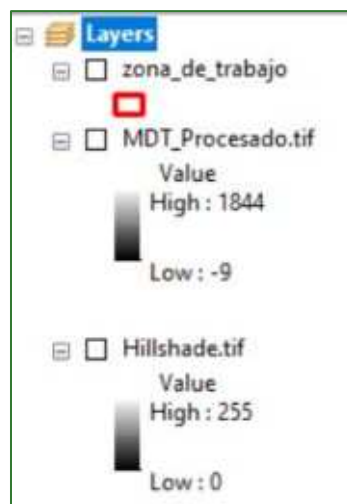 Layers
zona_de_trabajo
MDT_Procesado.tif
Value
High : 1844
Low : -9
Hillshade.tif
Value
High : 255
Low : 0